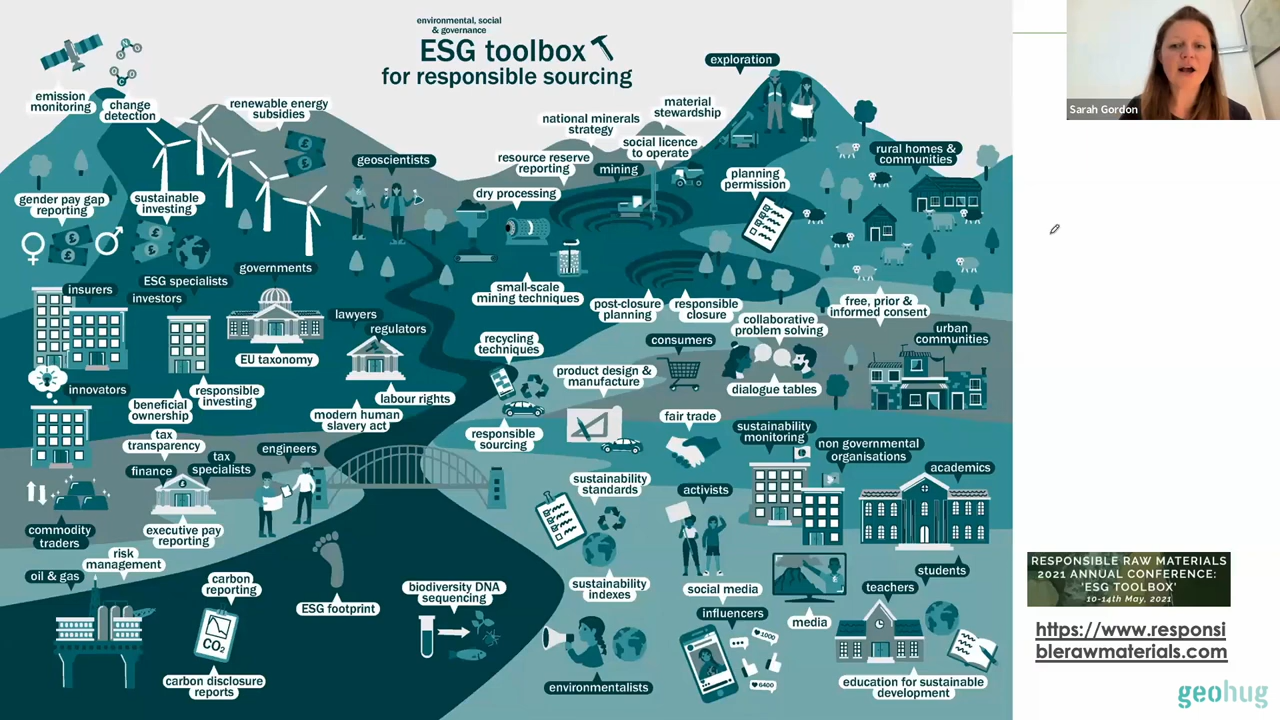 environmental, social
& governance
ESG toolbox
for responsible sourcing
exploration
emission
monitoring
change
detection
renewable energy
subsidies
material
stewardship
national minerals
strategy
social licence
to operate
geoscientists
resource reserve
reporting
mining
rural homes &
communities
planning
permission
dry processing
gender pay gap
reporting
sustainable
investing
governments
ESG specialists
insurers
investors
small-scale
mining techniques
post-closure
planning
responsible
closure
free, prior &
informed consent
lawyers
regulators
collaborative
problem solving
urban
communities
recycling
techniques
consumers
EU taxonomy
product design &
manufacture
dialogue tables
innovators
responsible
investing
labour rights
beneficial
ownership
modern human
slavery act
fair trade
responsible
sourcing
sustainability
monitoring
non governmental
organisations
tax
transparency
engineers
finance
tax
specialists
academics
sustainability
standards
activists
commodity
traders
executive pay
reporting
risk
management
oil & gas
carbon
reporting
CO2
carbon disclosure
reports
ESG footprint
biodiversity DNA
sequencing
sustainability
indexes
environmentalists
social media
influencers
1000
6400
media
teachers
students
education for sustainable
development
Sarah Gordon
RESPONSIBLE RAW MATERIALS
2021 ANNUAL CONFERENCE:
'ESG TOOLBOX'
10-14th May, 2021
https://www.responsi
blerawmaterials.com
geohug